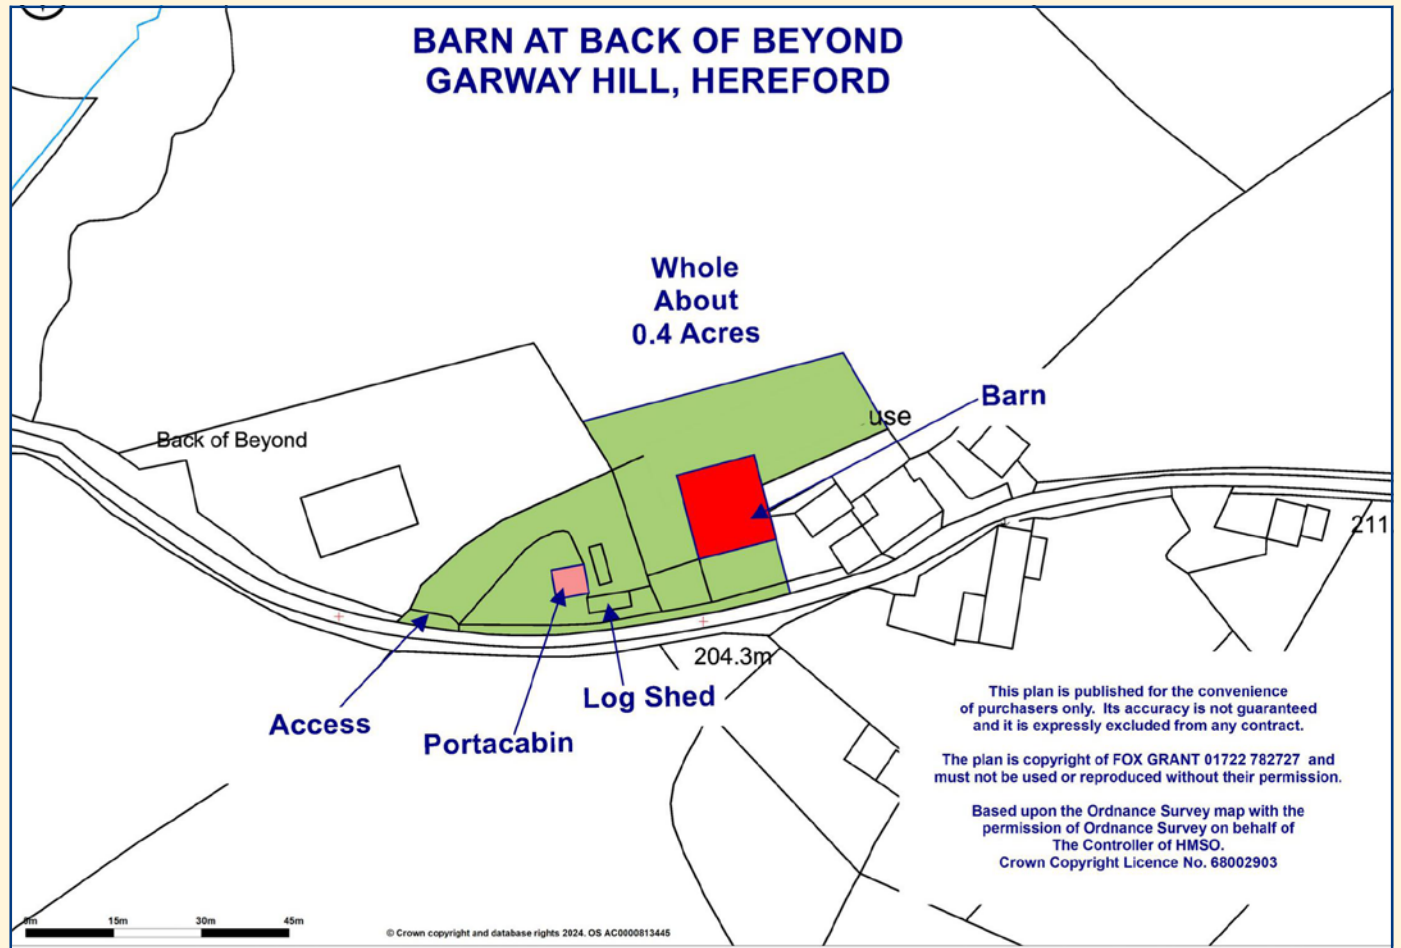 BARN AT BACK OF BEYOND
GARWAY HILL, HEREFORD
Whole
About
0.4 Acres
Barn
use
Back of Beyond
211
204.3m
Log Shed
Access
Portacabin
This plan is published for the convenience
of purchasers only. Its accuracy is not guaranteed
and it is expressly excluded from any contract.
The plan is copyright of FOX GRANT 01722 782727 and
must not be used or reproduced without their permission.
Based upon the Ordnance Survey map with the
permission of Ordnance Survey on behalf of
The Controller of HMSO.
Crown Copyright Licence No. 68002903
0m 15m 30m 45m
© Crown copyright and database rights 2024. OS AC0000813445